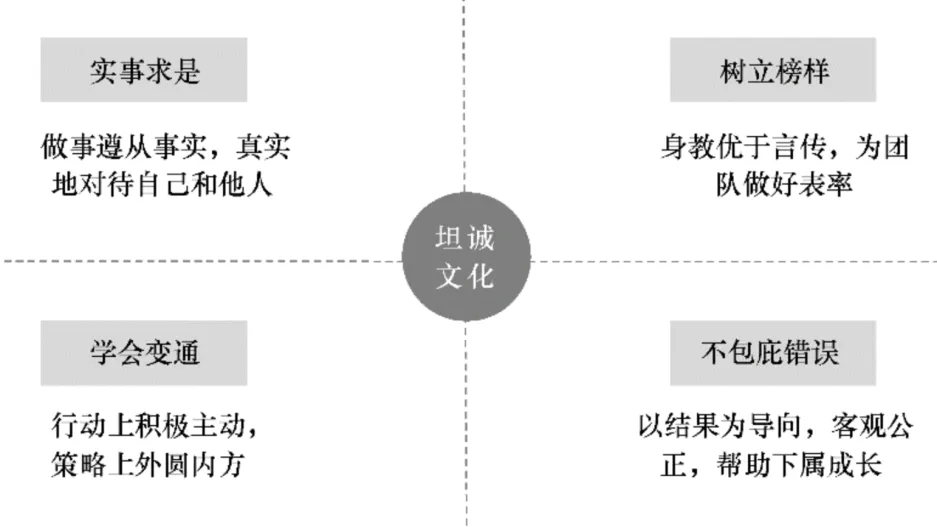 实事求是
做事遵从事实，真实
地对待自己和他人
树立榜样
身教优于言传，为团
队做好表率
坦诚
文化
学会变通
行动上积极主动，
策略上外圆内方
不包庇错误
以结果为导向，客观公
正，帮助下属成长